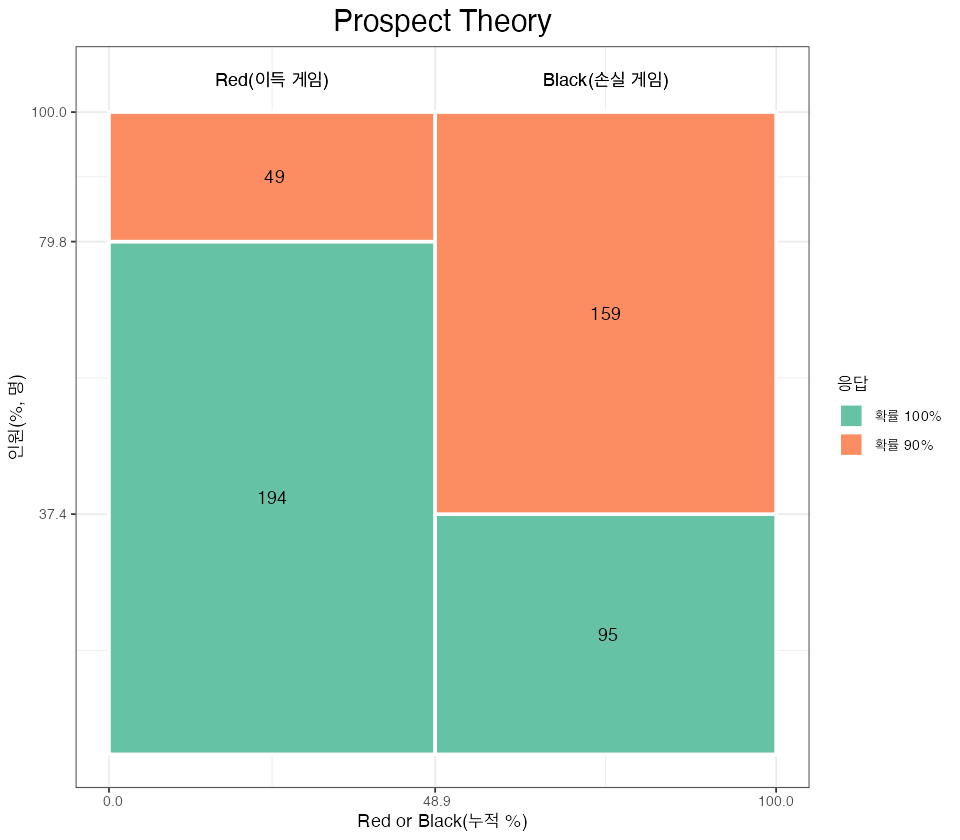 Prospect Theory
Red(이득 게임)
Black(손실 게임)
100.0
49
79.8
159
인원(%, 명)
응답
확률 100%
확률 90%
194
37.4
95
0.0
48.9
100.0
Red or Black(누적 %)